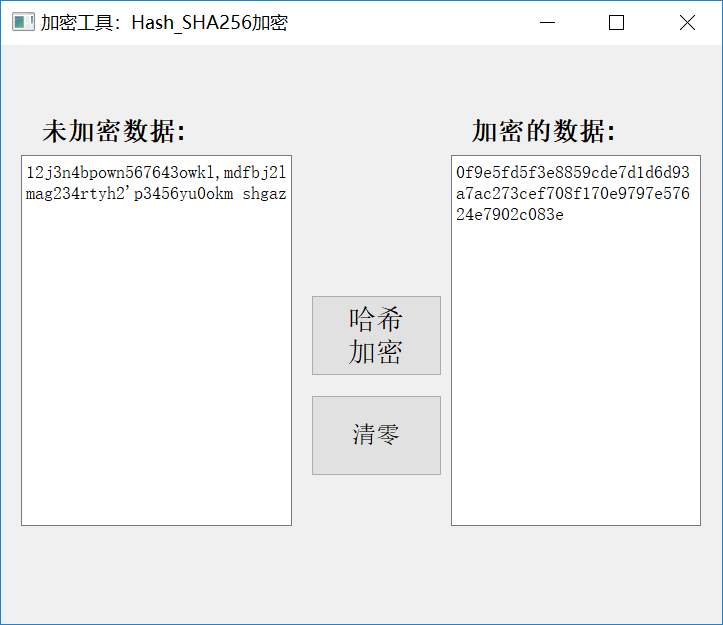 加密工具：Hash_SHA256加密
未加密数据:
加密的数据:
12j3n4bpown567643owkl,mdfbj2l
mag234rtyh2'p3456yu0okm shgaz
0f9e5fd5f3e8859cde7d1d6d93
a7ac273cef708f170e9797e576
24e7902c083e
哈希
加密
清零